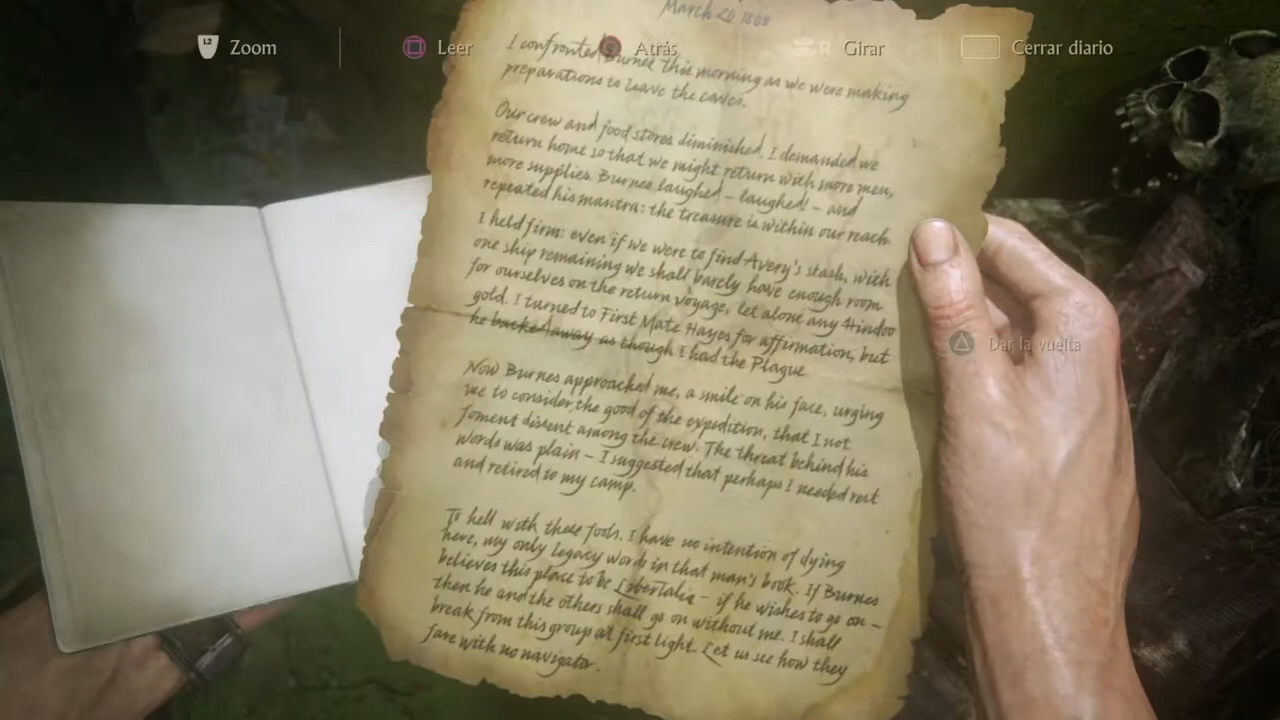 L2 Zoom
Leer
Atrás
R Girar
Cerrar diario
March 26 1808
I confronted Burnes this morning as we were making
preparations to leave the caves.
Our crew and food stores diminished, I demanded we
return home so that we might return with more men,
more supplies. Burnes laughed – laughed! – and
repeated his mantra: the treasure is within our reach.
I held firm: even if we were to find Avery's stash, with
one ship remaining we shall barely have enough room
for ourselves on the return voyage, let alone any Hindoo
gold. I turned to First Mate Hayes for affirmation, but
he backed away as though I had the Plague
Now Burnes approached me, a smile on his face, urging
me to consider the good of the expedition, that I not
foment dissent among the crew. The threat behind his
words was plain – I suggested that perhaps I needed rest
and retired to my camp.
To hell with these fools. I have no intention of dying
here, my only legacy words in that man's book. If Burnes
believes this place to be Libertalia – if he wishes to go on –
then he and the others shall go on without me. I shall
break from this group at first light. Let us see how they
fare with no navigator.
Dar la vuelta